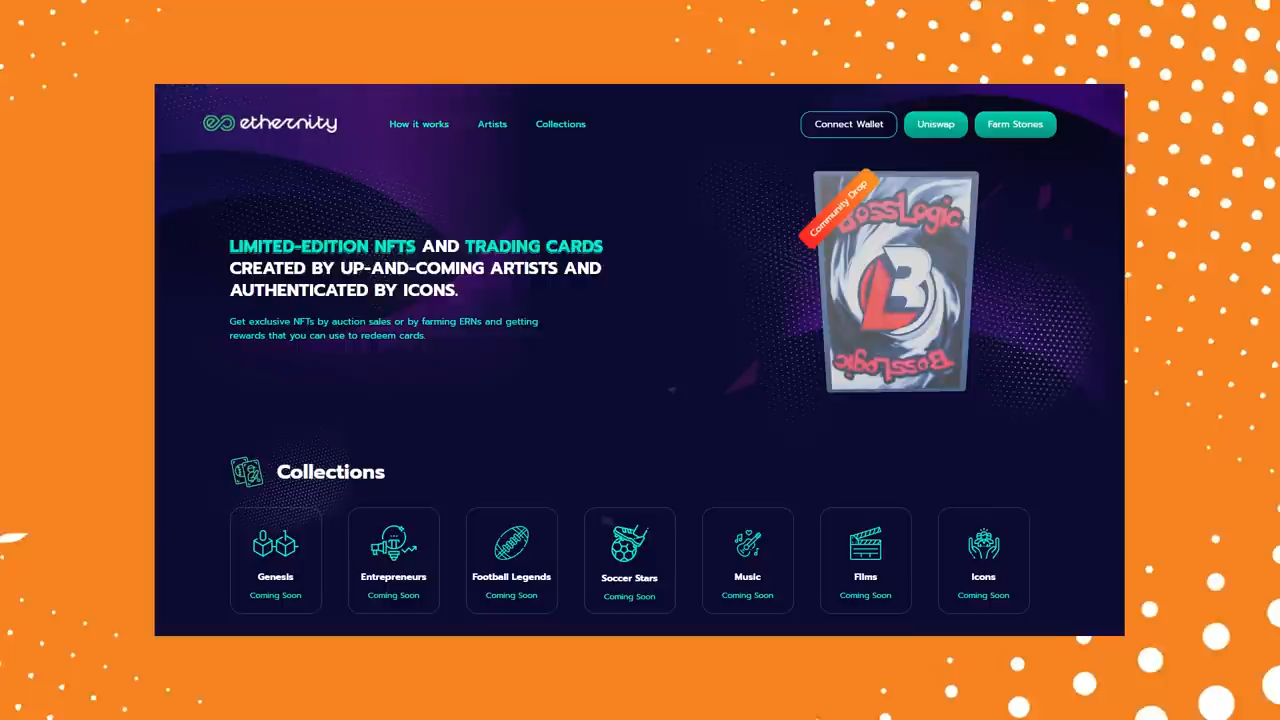 ethernity
How it works
Artists
Collections
Connect Wallet
Uniswap
Farm Stones
LIMITED-EDITION NFTS AND TRADING CARDS
CREATED BY UP-AND-COMING ARTISTS AND
AUTHENTICATED BY ICONS.
Get exclusive NFTs by auction sales or by farming ERNs and getting
rewards that you can use to redeem cards.
Community Drop
BossLogic
BossLogic
Collections
Genesis
Coming Soon
Entrepreneurs
Coming Soon
Football Legends
Coming Soon
Soccer Stars
Coming Soon
Music
Coming Soon
Films
Coming Soon
Icons
Coming Soon